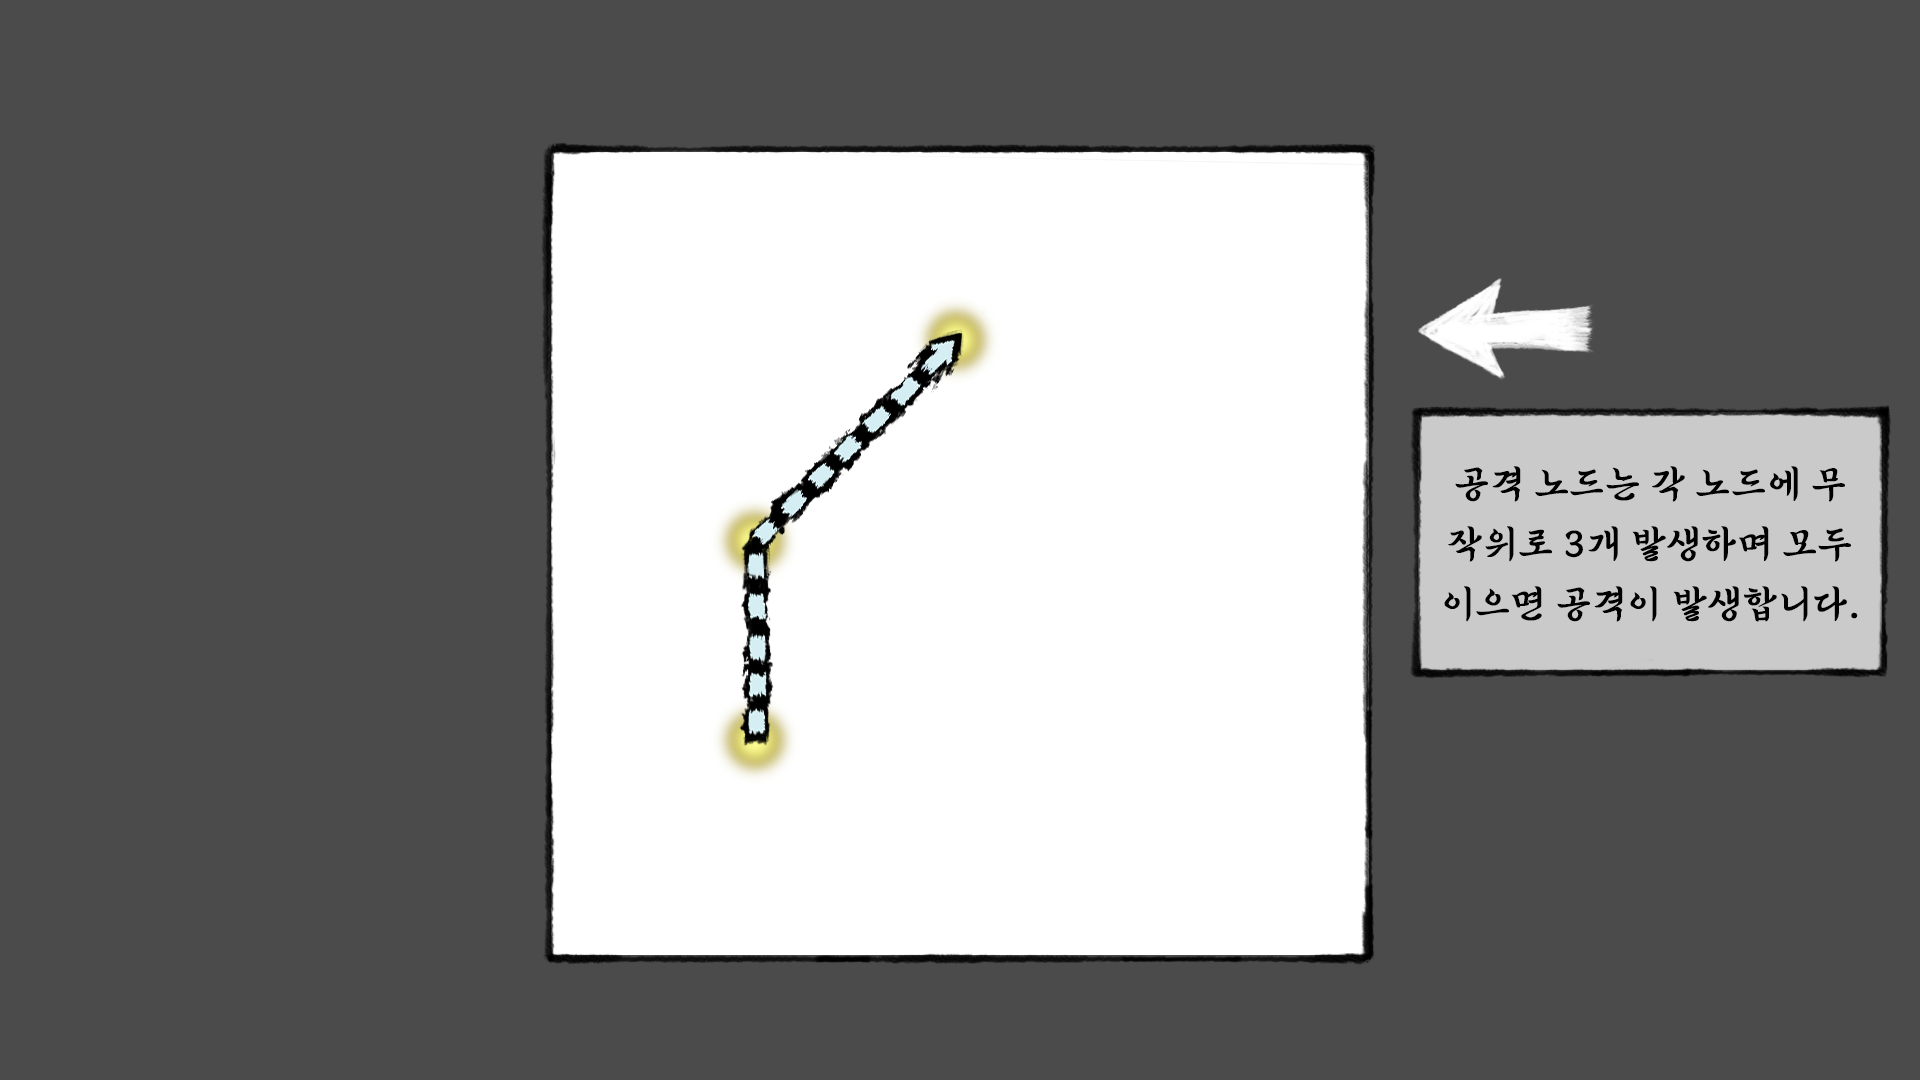 공격 노드는 각 노드에 무
작위로 3개 발생하며 모두
이으면 공격이 발생합니다.